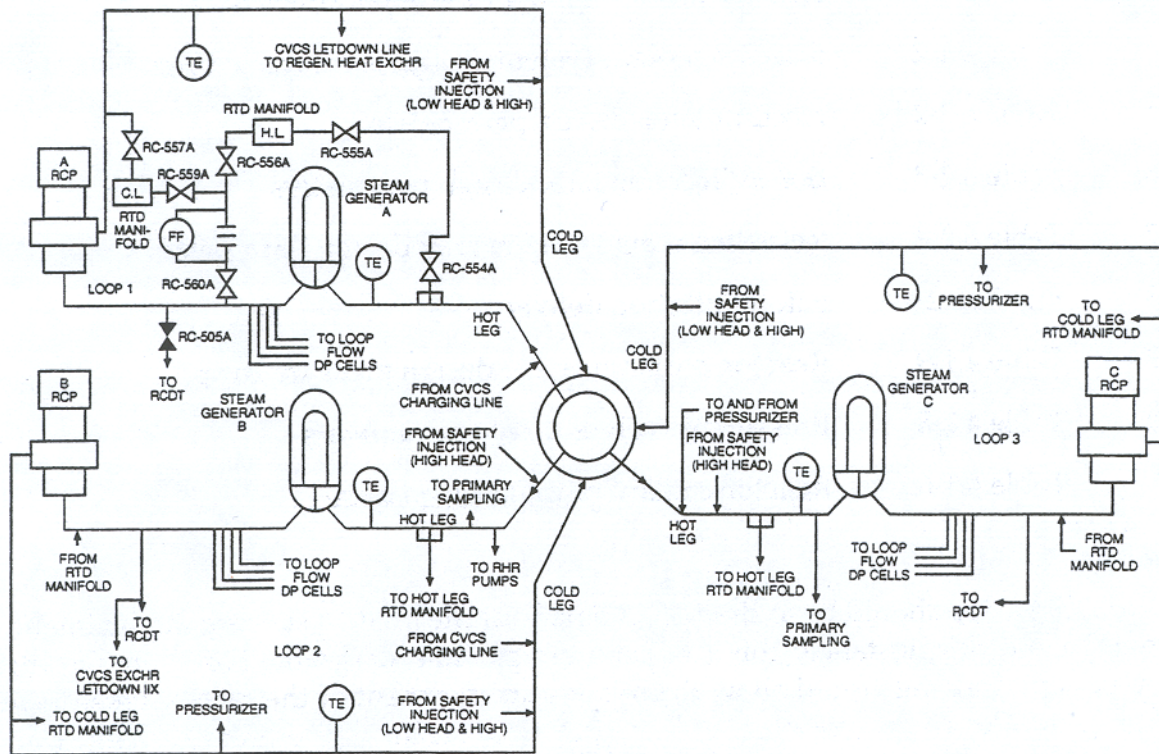 TE
CVCS LETDOWN LINE
TO REGEN. HEAT EXCHR
FROM
SAFETY
INJECTION
(LOW HEAD & HIGH)
RTD MANIFOLD
H.L
RC-557A
RC-556A
RC-555A
A
RCP
RC-559A
C.L
RTD
MANI-
FOLD
FF
STEAM
GENERATOR
A
TE
RC-554A
COLD
LEG
LOOP 1
RC-560A
HOT
LEG
RC-505A
TO
RCDT
TO LOOP
FLOW
DP CELLS
FROM
SAFETY
INJECTION
(LOW HEAD & HIGH)
COLD
LEG
TE
TO
PRESSURIZER
TO
COLD LEG
RTD MANIFOLD
B
RCP
STEAM
GENERATOR
B
FROM CVCS
CHARGING LINE
FROM SAFETY
INJECTION
(HIGH HEAD)
TO PRIMARY
SAMPLING
TE
HOT LEG
TO AND FROM
PRESSURIZER
FROM SAFETY
INJECTION
(HIGH HEAD)
TE
STEAM
GENERATOR
C
C
RCP
LOOP 3
HOT
LEG
FROM
RTD
MANIFOLD
TO LOOP
FLOW
DP CELLS
TO
RCDT
TO
CVCS EXCHR
LETDOWN IIX
TO HOT LEG
RTD MANIFOLD
TO RHR
PUMPS
COLD
LEG
FROM CVCS
CHARGING LINE
TO HOT LEG
RTD MANIFOLD
TO
PRIMARY
SAMPLING
TO LOOP
FLOW
DP CELLS
TO
RCDT
FROM
RTD
MANIFOLD
LOOP 2
TO COLD LEG
RTD MANIFOLD
TO
PRESSURIZER
TE
FROM SAFETY
INJECTION
(LOW HEAD & HIGH)